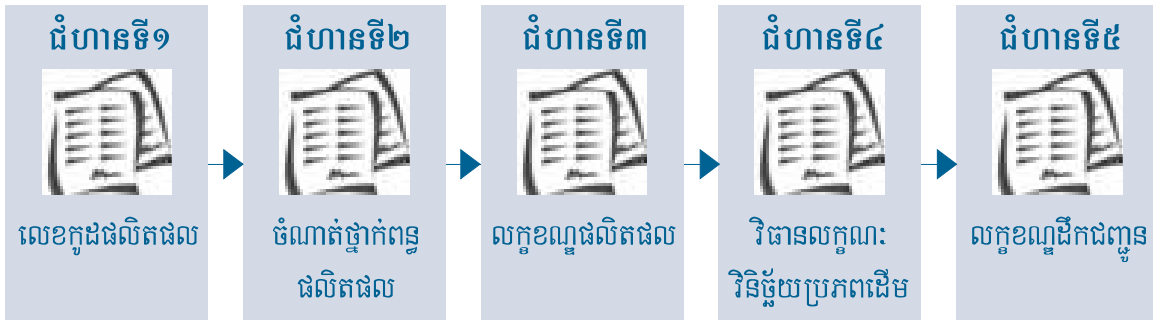 ជំហានទី១
លេខកូដផលិតផល
ជំហានទី២
ចំណាត់ថ្នាក់ពន្ធ
ផលិតផល
ជំហានទី៣
លក្ខខណ្ឌផលិតផល
ជំហានទី៤
វិធានលក្ខណៈ
វិនិច្ឆ័យប្រភពដើម
ជំហានទី៥
លក្ខខណ្ឌដឹកជញ្ជូន